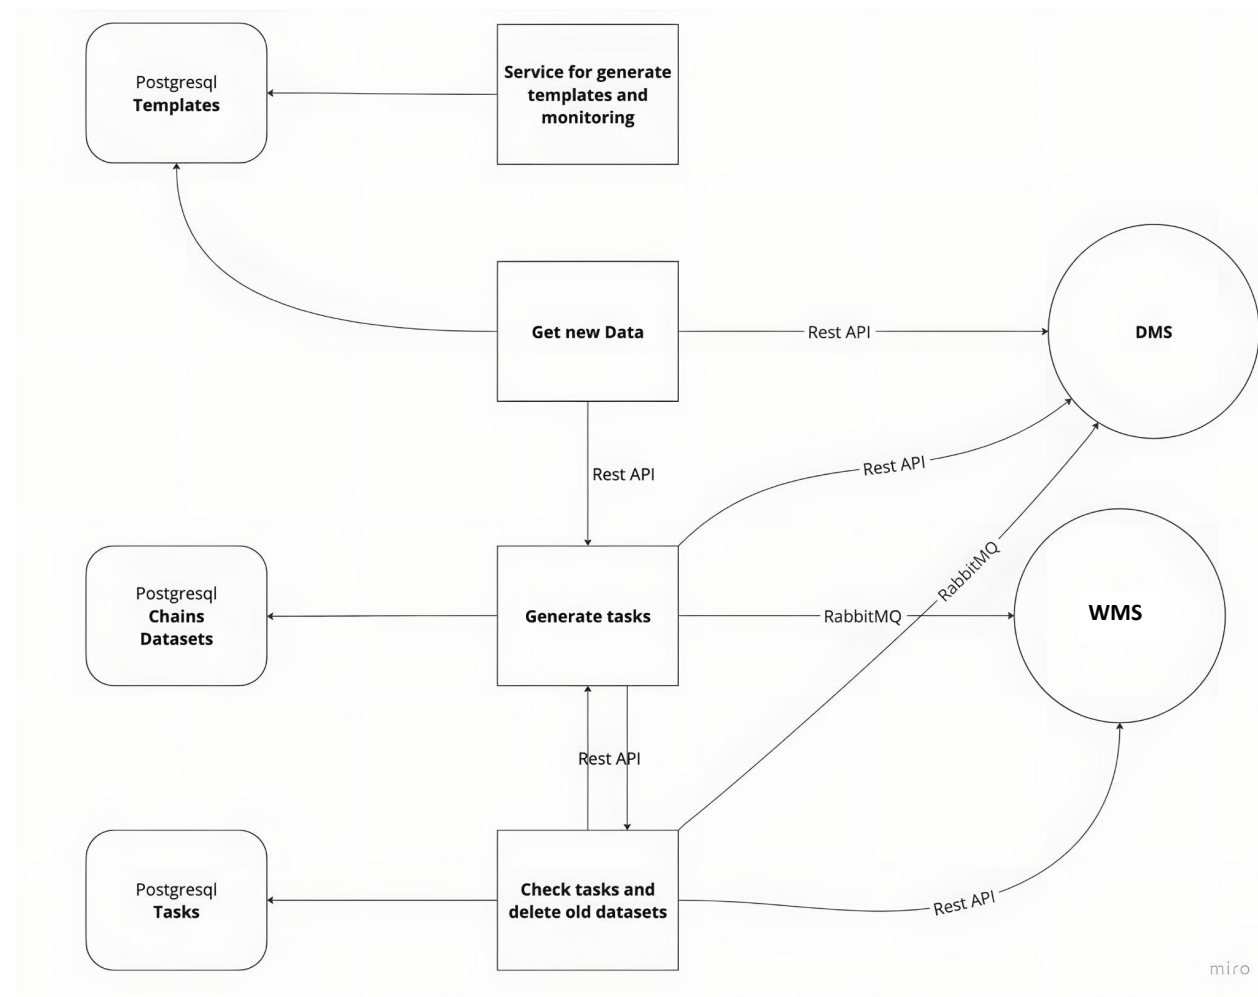 Postgresql
Templates
Service for generate
templates and
monitoring
Get new Data
Rest API
DMS
Rest API
Rest API
RabbitMQ
Postgresql
Chains
Datasets
Generate tasks
RabbitMQ
WMS
Rest API
Postgresql
Tasks
Check tasks and
delete old datasets
Rest API
miro